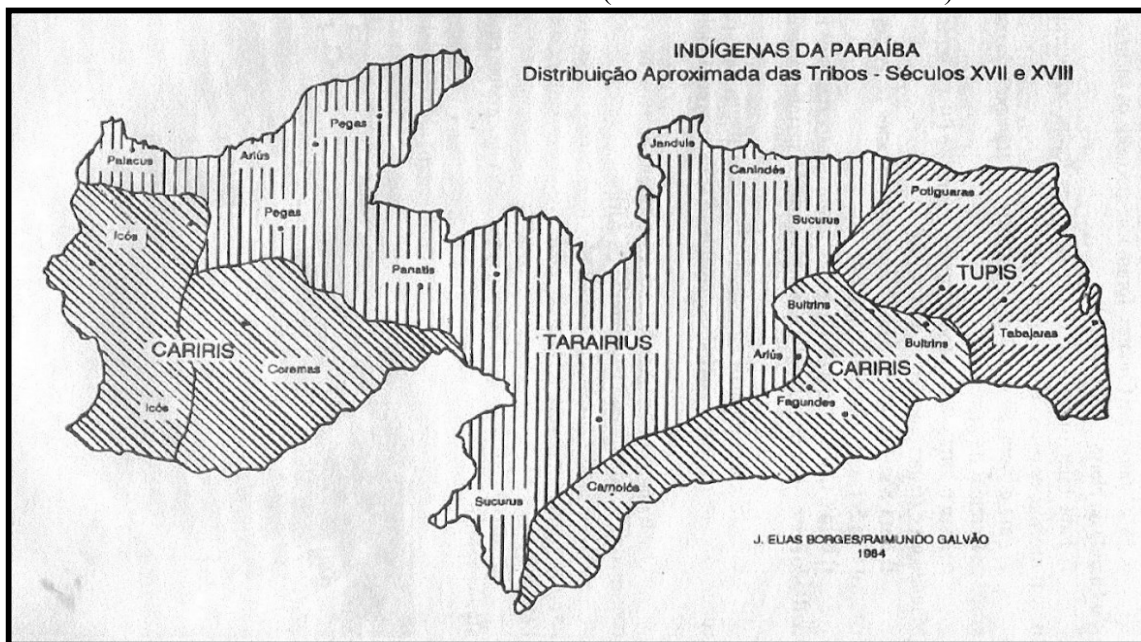 INDÍGENAS DA PARAÍBA
Distribuição Aproximada das Tribos - Séculos XVII e XVIII
Pegas
Palacus
Ariús
Janduis
Canindés
Potiguaras
Pegas
Sucurus
Icós
Panatis
TUPIS
Bultrins
Tabajaras
Bultrins
TARAIRIUS
CARIRIS
Ariús
Coremas
CARIRIS
Fagundes
Icós
Carnoiós
Sucurus
J. ELIAS BORGES/RAIMUNDO GALVÃO
1984